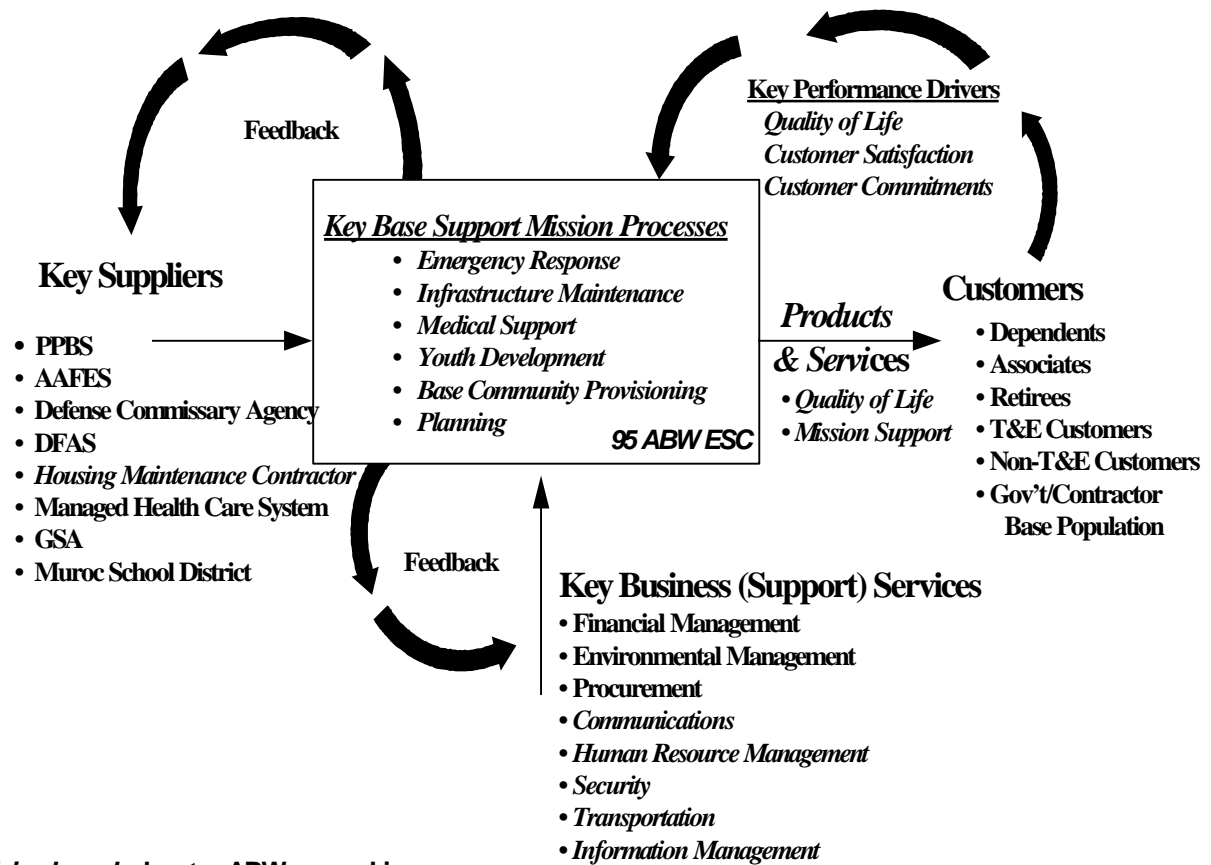 Feedback
Key Performance Drivers
Quality of Life
Customer Satisfaction
Customer Commitments
Key Suppliers
• PPBS
• AAFES
• Defense Commissary Agency
• DFAS
• Housing Maintenance Contractor
• Managed Health Care System
• GSA
• Muroc School District
Key Base Support Mission Processes
• Emergency Response
• Infrastructure Maintenance
• Medical Support
• Youth Development
• Base Community Provisioning
• Planning
95 ABW ESC
Products
& Services
• Quality of Life
• Mission Support
Customers
• Dependents
• Associates
• Retirees
• T&E Customers
• Non-T&E Customers
• Gov't/Contractor
Base Population
Feedback
Key Business (Support) Services
• Financial Management
• Environmental Management
• Procurement
• Communications
• Human Resource Management
• Security
• Transportation
• Information Management